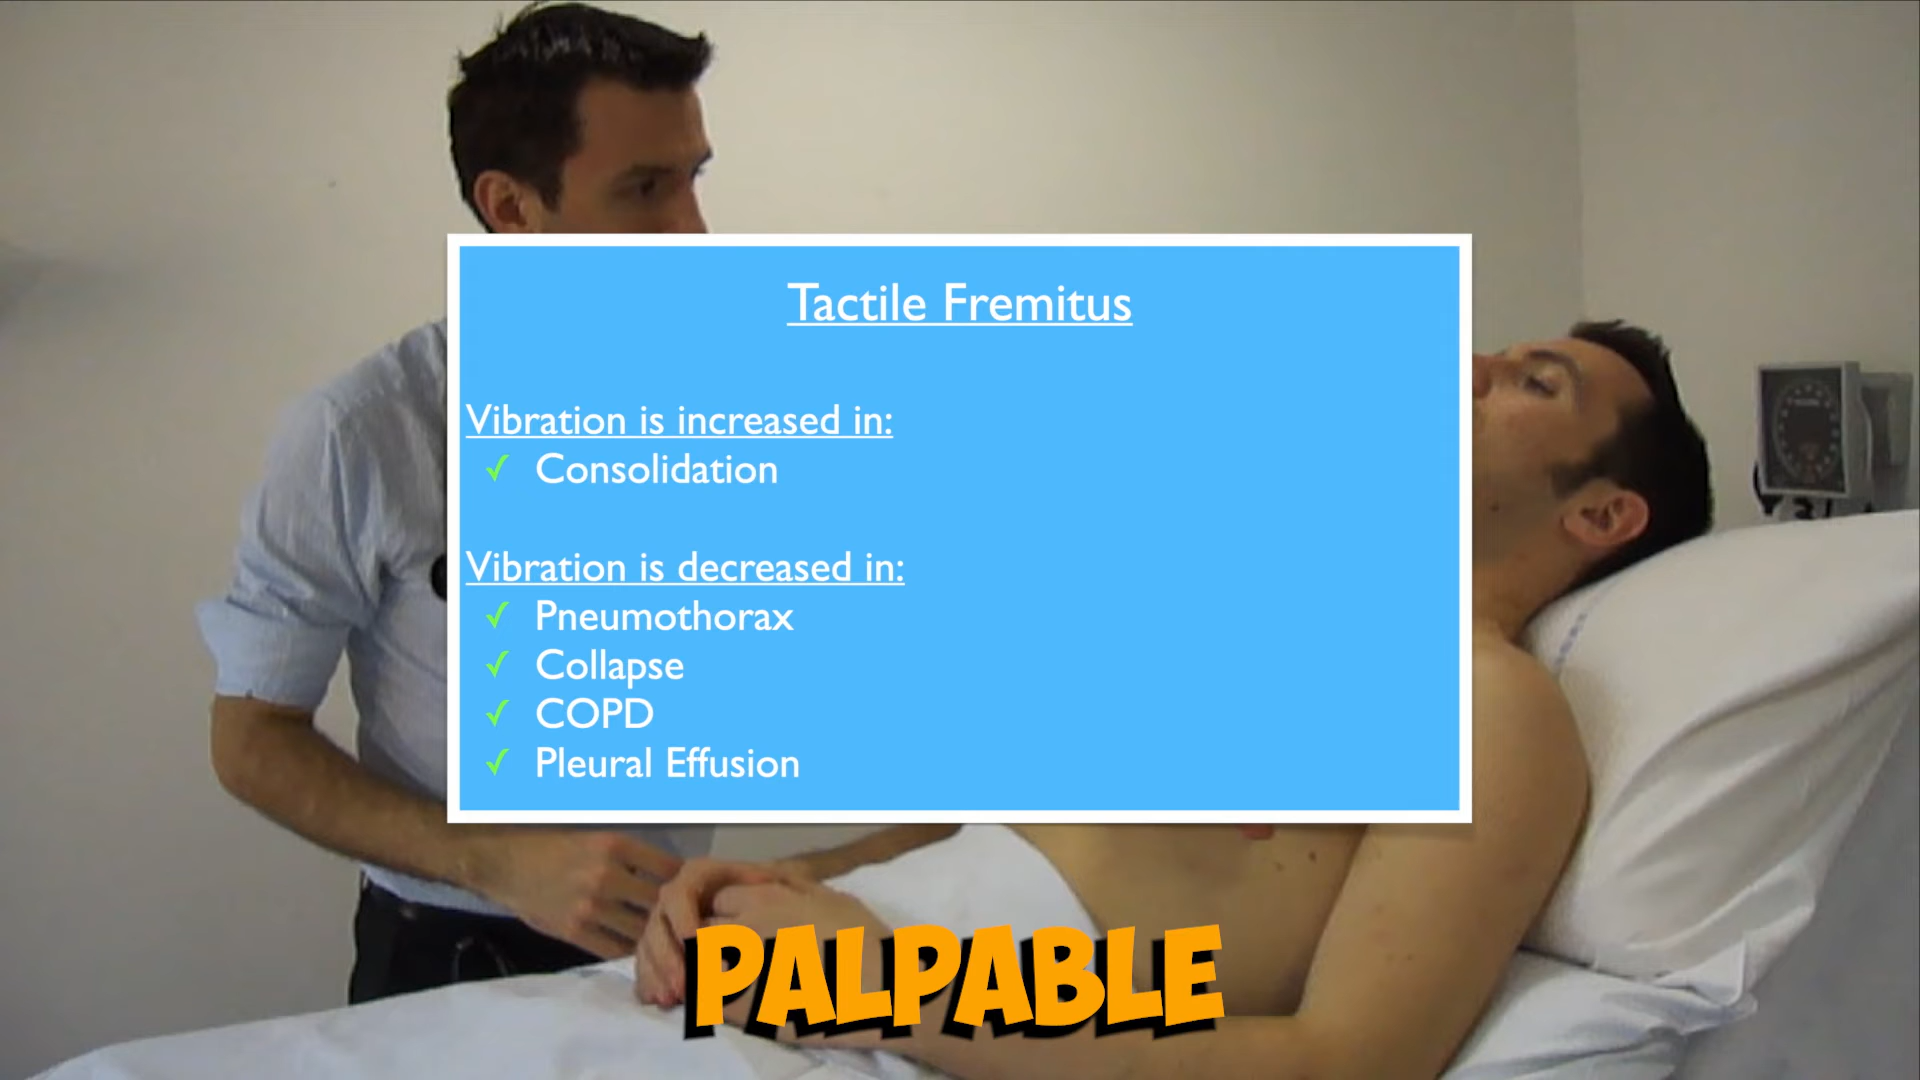 Tactile Fremitus
Vibration is increased in:
✓ Consolidation
Vibration is decreased in:
✓ Pneumothorax
✓ Collapse
✓ COPD
✓ Pleural Effusion
PALPABLE